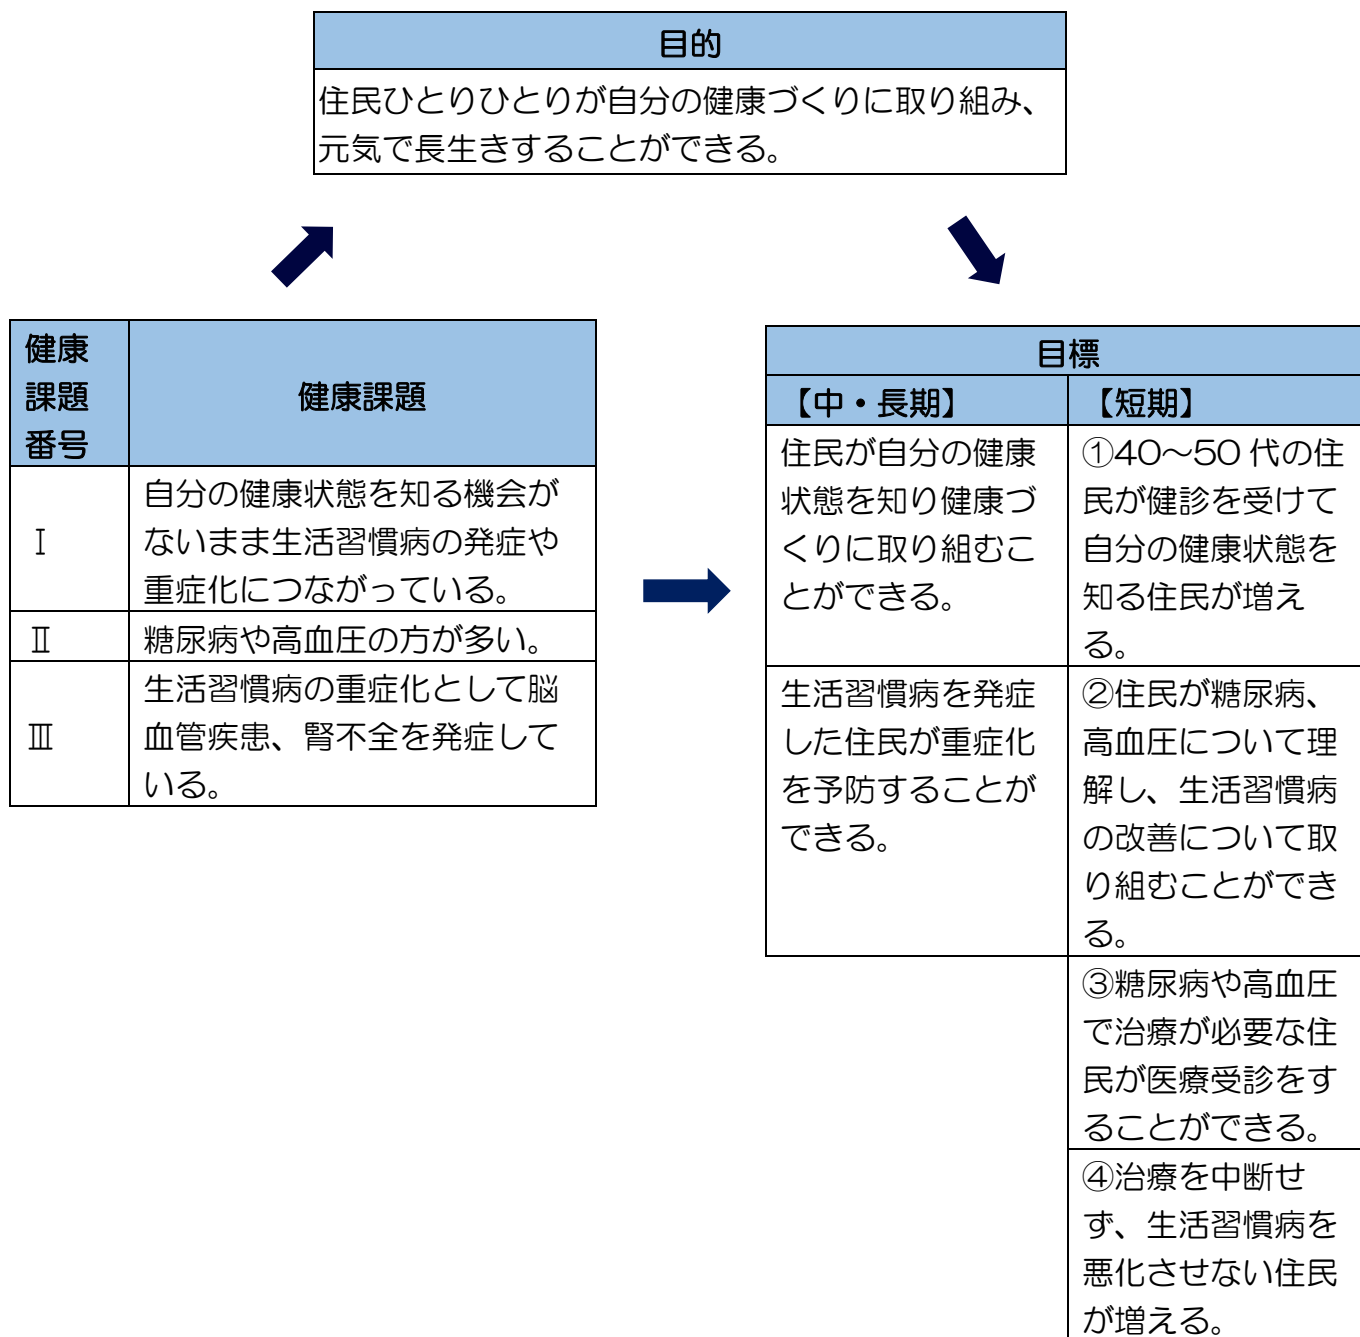 目的
住民ひとりひとりが自分の健康づくりに取り組み、
元気で長生きすることができる。
健康
課題
番号
健康課題
Ⅰ
自分の健康状態を知る機会が
ないまま生活習慣病の発症や
重症化につながっている。
Ⅱ
糖尿病や高血圧の方が多い。
Ⅲ
生活習慣病の重症化として脳
血管疾患、腎不全を発症して
いる。
目標
【中・長期】
【短期】
住民が自分の健康
状態を知り健康づ
くりに取り組むこ
とができる。
①40～50 代の住
民が健診を受けて
自分の健康状態を
知る住民が増え
る。
生活習慣病を発症
した住民が重症化
を予防することが
できる。
②住民が糖尿病、
高血圧について理
解し、生活習慣病
の改善について取
り組むことができ
る。
③糖尿病や高血圧
で治療が必要な住
民が医療受診をす
ることができる。
④治療を中断せ
ず、生活習慣病を
悪化させない住民
が増える。